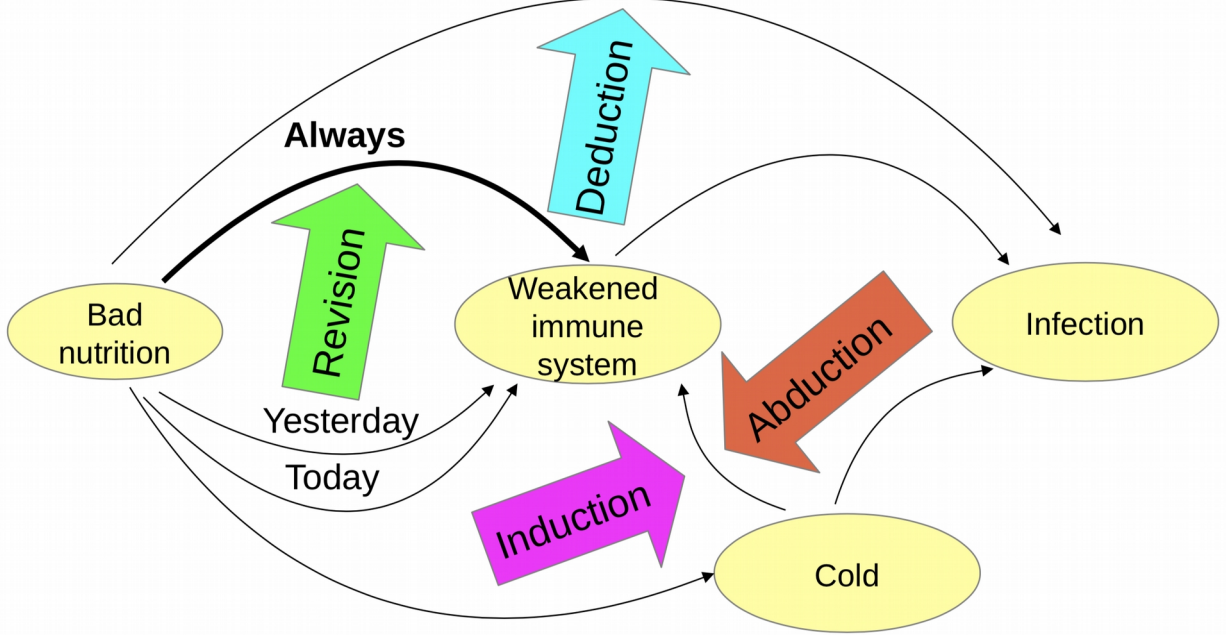 Deduction
Always
Revision
Bad
nutrition
Weakened
immune
system
Infection
Abduction
Yesterday
Today
Induction
Cold